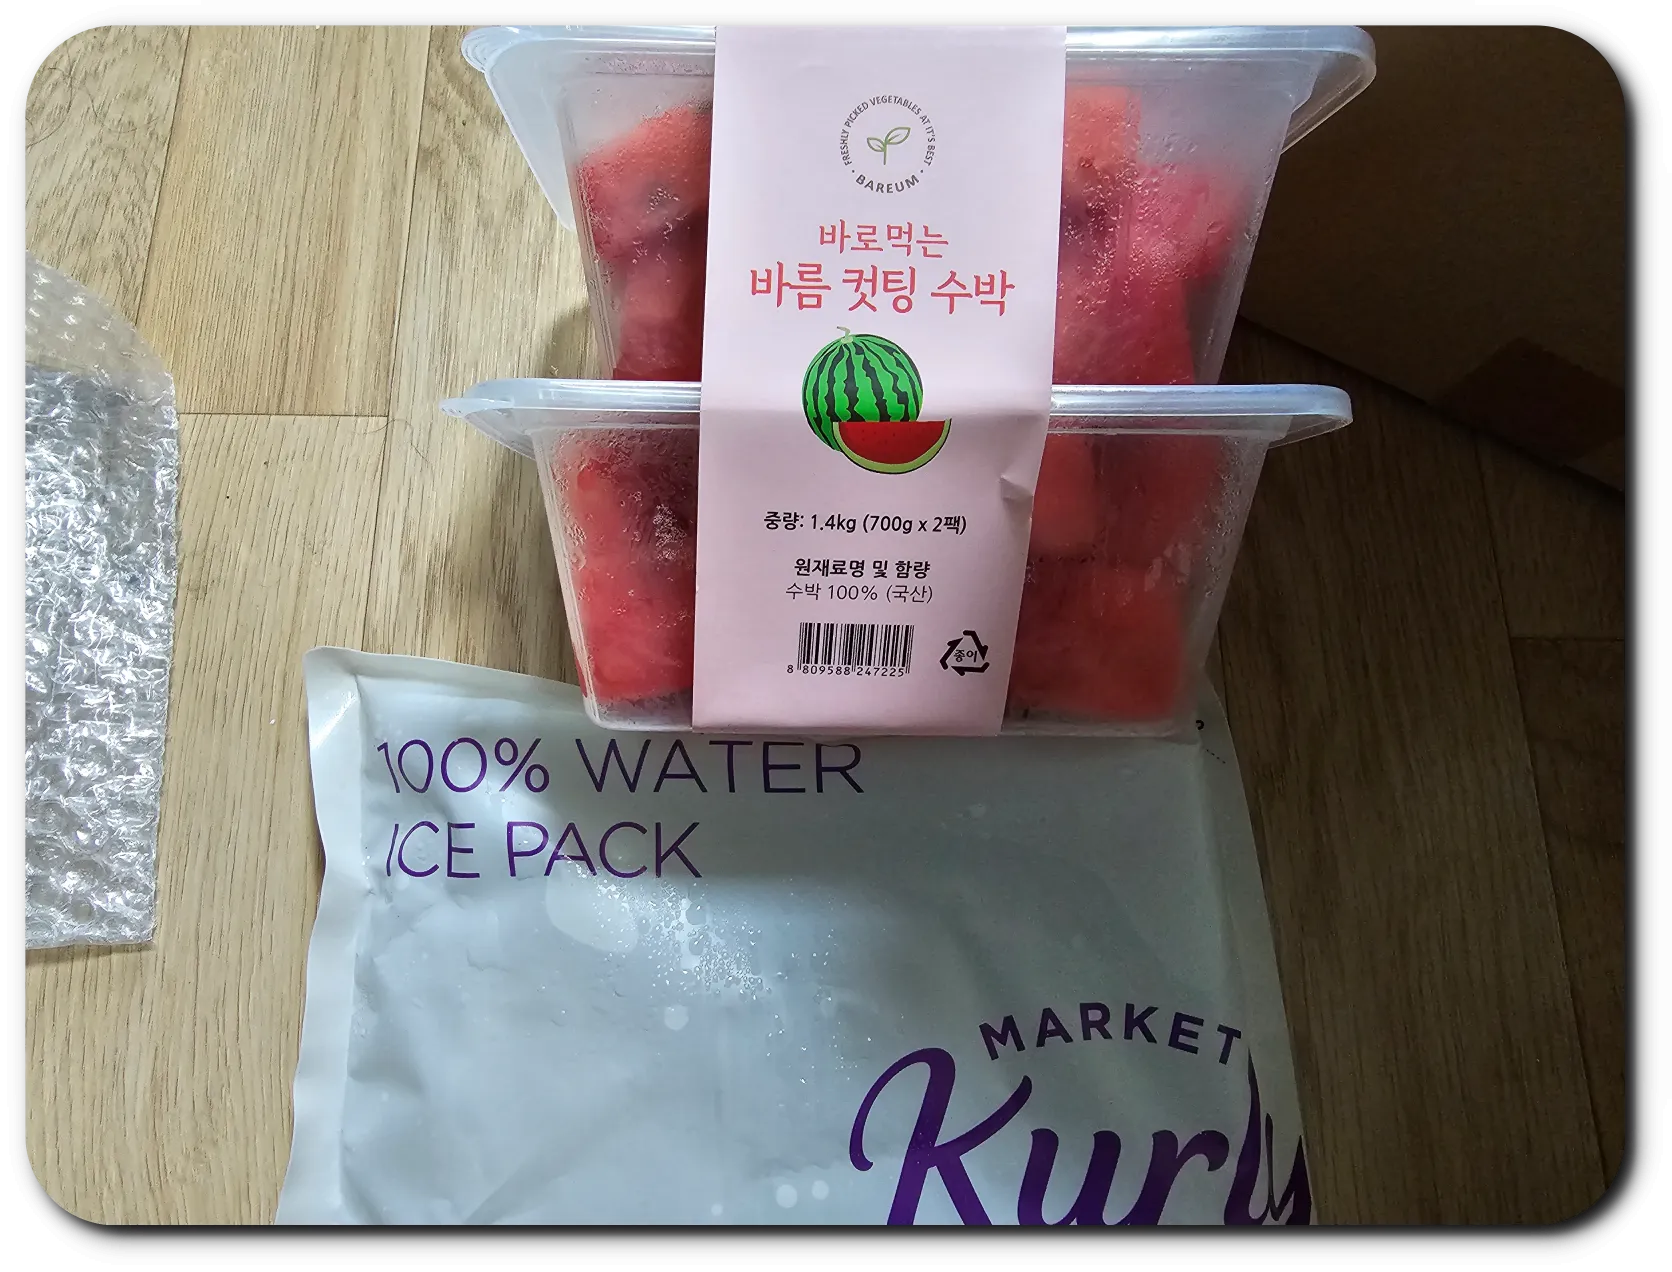 FRESHLY PICKED VEGETABLES AT IT'S BEST
· BAREUM ·
바로먹는
바름 컷팅 수박
중량: 1.4kg (700g x 2팩)
원재료명 및 함량
수박 100% (국산)
8 809588 247225
종이
100% WATER
ICE PACK
MARKET
Kurly